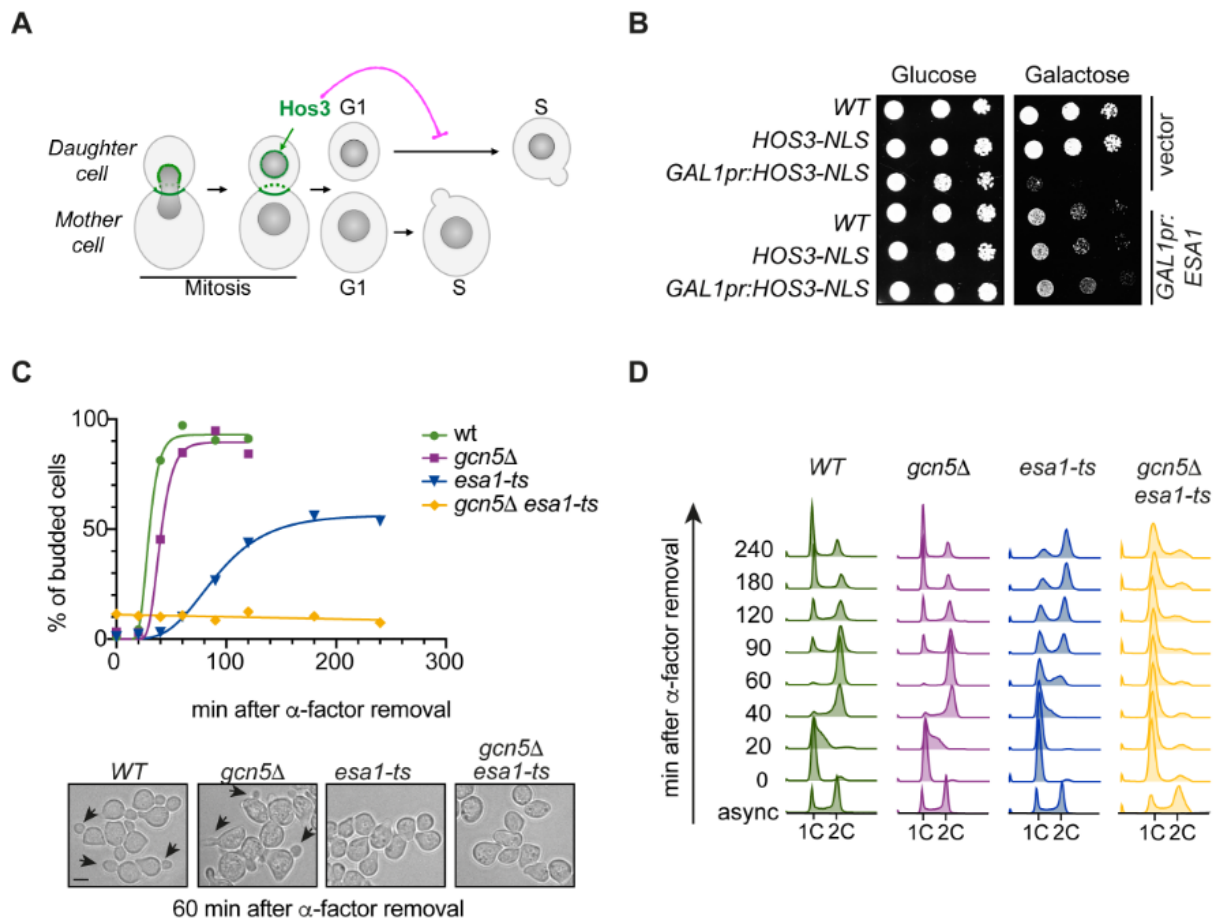 A
Hos3
G1
S
Daughter
cell
Mother
cell
Mitosis
G1
S
B
Glucose
Galactose
WT
HOS3-NLS
GAL1pr:HOS3-NLS
WT
HOS3-NLS
GAL1pr:HOS3-NLS
vector
GAL1pr:
ESA1
C
% of budded cells
100
50
0
0
100
200
300
min after α-factor removal
wt
gcn5Δ
esa1-ts
gcn5Δ esa1-ts
WT
gcn5Δ
esa1-ts
gcn5Δ
esa1-ts
60 min after α-factor removal
D
WT
gcn5Δ
esa1-ts
gcn5Δ
esa1-ts
min after α-factor removal
240
180
120
90
60
40
20
0
async
1C 2C
1C 2C
1C 2C
1C 2C